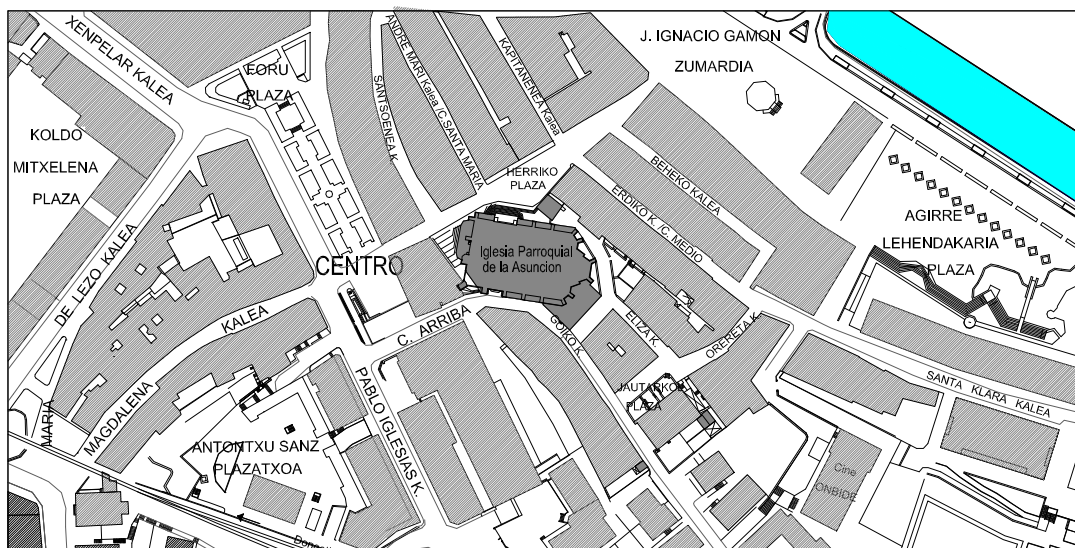 XENPELAR KALEA
FORU
PLAZA
SANTSOENEA K.
ANDRE MARI Kalea /C.SANTA MARIA
KAPITANENEA Kalea
J. IGNACIO GAMON
ZUMARDIA
KOLDO
MITXELENA
PLAZA
HERRIKO
PLAZA
BEHEKO KALEA
ERDIKO K. /C. MEDIO
AGIRRE
LEHENDAKARIA
PLAZA
DE LEZO KALEA
CENTRO
Iglesia Parroquial
de la Asuncion
MAGDALENA KALEA
C. ARRIBA
GOIKO K.
ELIZA K.
ORERETA K.
SANTA KLARA KALEA
PABLO IGLESIAS K.
MARIA
ANTONTXU SANZ
PLAZATXOA
PLAZA
Cine
ONBIDE